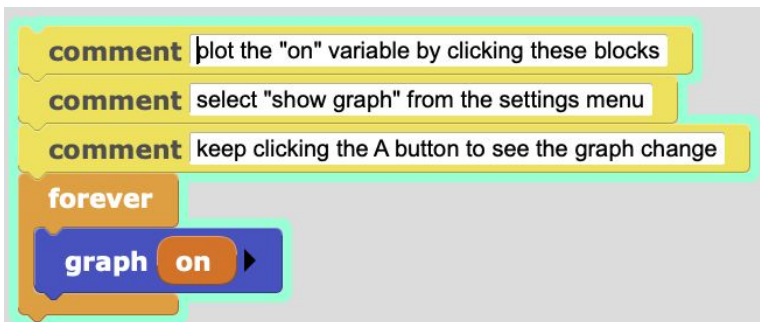 comment plot the "on" variable by clicking these blocks
comment select "show graph" from the settings menu
comment keep clicking the A button to see the graph change
forever
graph on